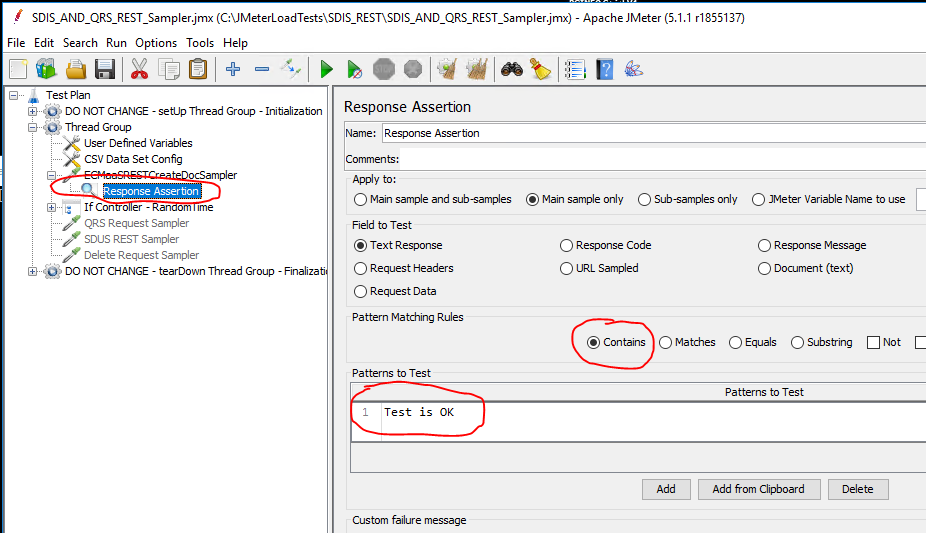 SDIS_AND_QRS_REST_Sampler.jmx (C:\JMeterLoadTests\SDIS_REST\SDIS_AND_QRS_REST_Sampler.jmx) - Apache JMeter (5.1.1 r1855137)
File Edit Search Run Options Tools Help
Test Plan
DO NOT CHANGE - setUp Thread Group - Initialization
Thread Group
User Defined Variables
CSV Data Set Config
ECMaaSRESTCreateDocSampler
Response Assertion
If Controller - RandomTime
QRS Request Sampler
SDUS REST Sampler
Delete Request Sampler
DO NOT CHANGE - tearDown Thread Group - Finalizati
Response Assertion
Name: Response Assertion
Comments:
Apply to:
Main sample and sub-samples Main sample only Sub-samples only JMeter Variable Name to use
Field to Test
Text Response Response Code Response Message
Request Headers URL Sampled Document (text)
Request Data
Pattern Matching Rules
Contains Matches Equals Substring Not
Patterns to Test
Patterns to Test
1 Test is OK
Add Add from Clipboard Delete
Custom failure message